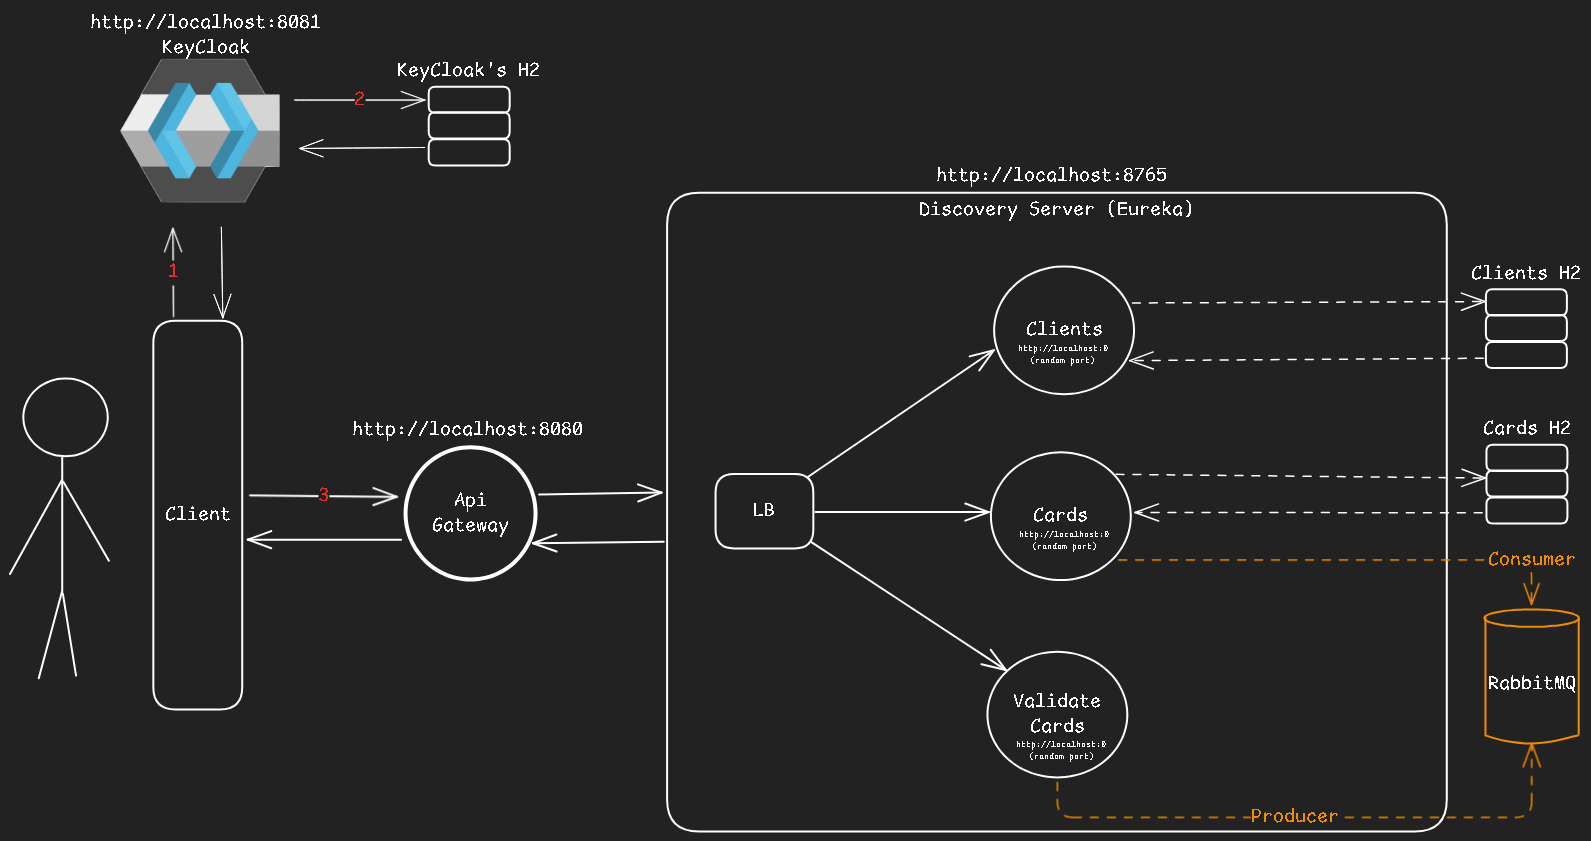 http://localhost:8081
KeyCloak
KeyCloak's H2
2
1
http://localhost:8765
Discovery Server (Eureka)
Clients H2
Clients
http://localhost:0
(random port)
http://localhost:8080
Cards H2
3
Api
Gateway
Client
LB
Cards
http://localhost:0
(random port)
Consumer
RabbitMQ
Validate
Cards
http://localhost:0
(random port)
Producer